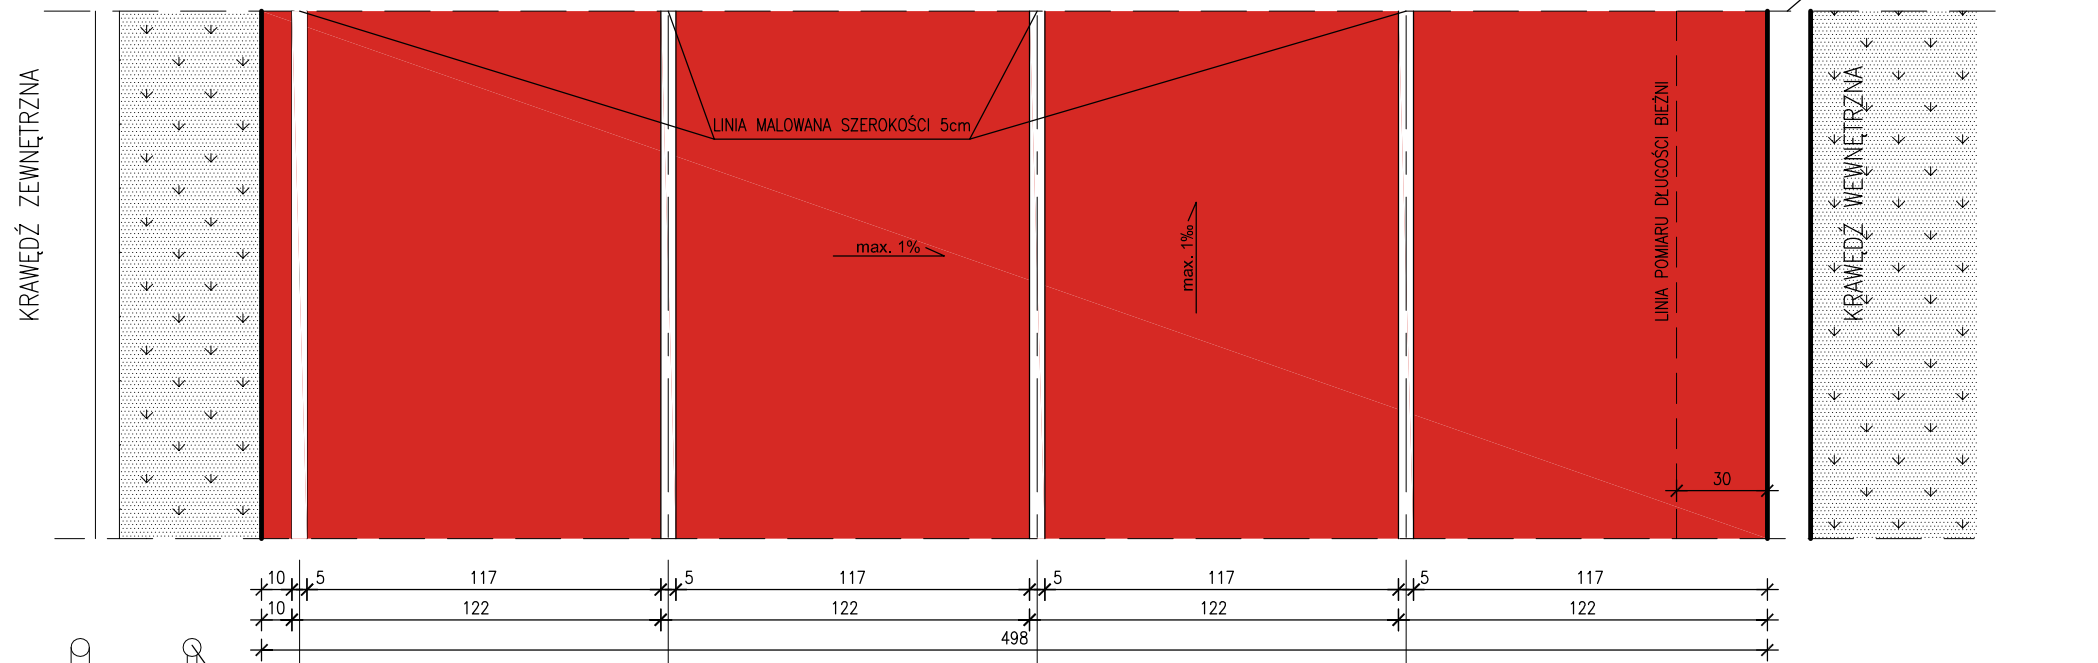 KRAWĘDŹ ZEWNĘTRZNA
LINIA MALOWANA SZEROKOŚCI 5cm
max. 1%
max. 1‰
LINIA POMIARU DŁUGOŚCI BIEŻNI
KRAWĘDŹ WEWNĘTRZNA
30
10 5 117 5 117 5 117 5 117
10 122 122 122 122
498